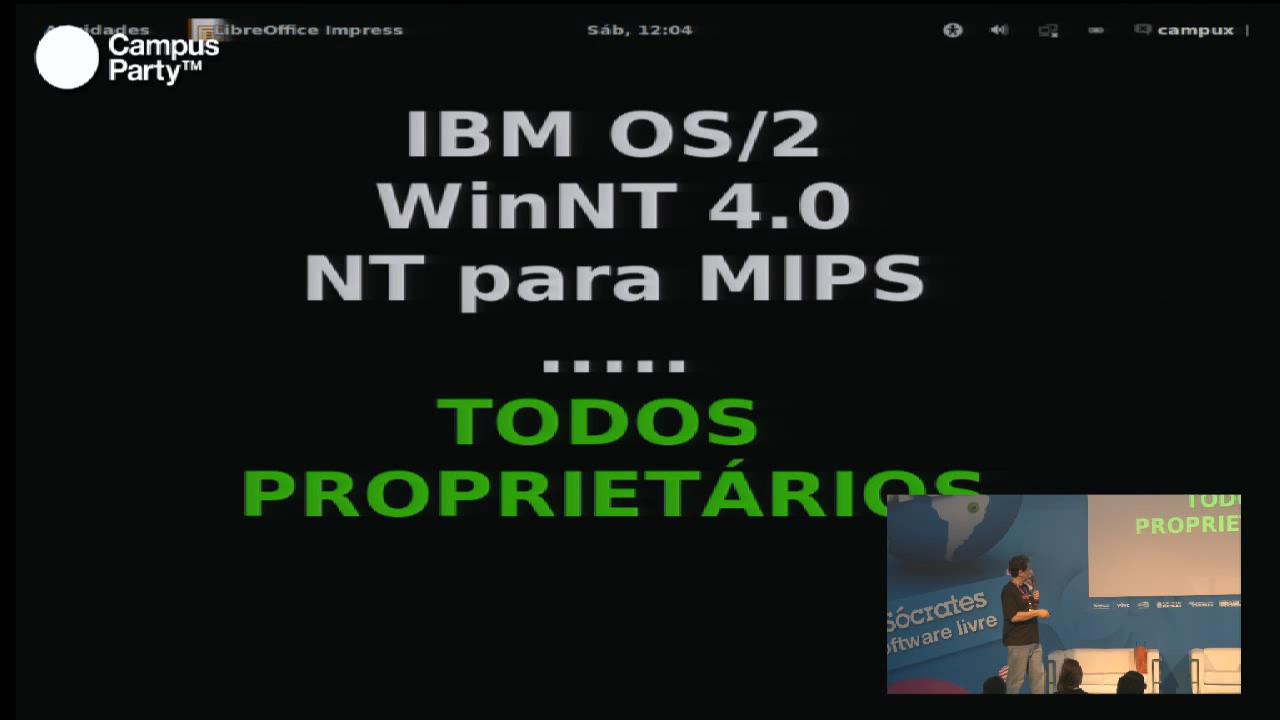 LibreOffice Impress
Sáb, 12:04
campux
Campus
Party™
IBM OS/2
WinNT 4.0
NT para MIPS
.....
TODOS
PROPRIETÁRIOS
TOD
PROPRIE
Sócrates
oftware livre